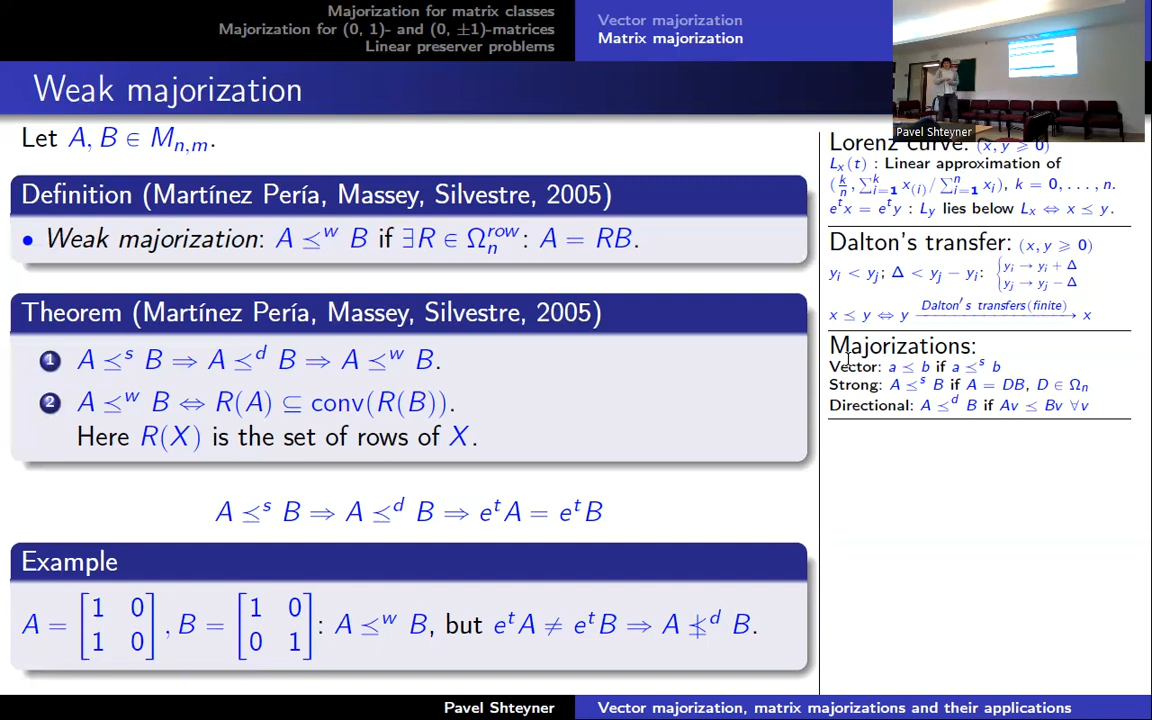 Majorization for matrix classes
Majorization for (0, 1)- and (0, ±1)-matrices
Linear preserver problems
Vector majorization
Matrix majorization
Weak majorization
Let A, B ∈ M_{n,m}.
Definition (Martínez Pería, Massey, Silvestre, 2005)
• Weak majorization: A ⪯^w B if ∃R ∈ Ω_n^{row}: A = RB.
Theorem (Martínez Pería, Massey, Silvestre, 2005)
1 A ⪯^s B ⇒ A ⪯^d B ⇒ A ⪯^w B.
2 A ⪯^w B ⇔ R(A) ⊆ conv(R(B)).
Here R(X) is the set of rows of X.
A ⪯^s B ⇒ A ⪯^d B ⇒ e^t A = e^t B
Example
A = [1 0; 1 0], B = [1 0; 0 1]: A ⪯^w B, but e^t A ≠ e^t B ⇒ A ⋠^d B.
Pavel Shteyner
Lorenz curve: (x, y ⩾ 0)
L_x(t) : Linear approximation of
(k/n, ∑_{i=1}^k x_{(i)} / ∑_{i=1}^n x_i), k = 0, . . . , n.
e^t x = e^t y : L_y lies below L_x ⇔ x ⪯ y.
Dalton's transfer: (x, y ⩾ 0)
y_i < y_j; Δ < y_j − y_i: { y_i → y_i + Δ
y_j → y_j − Δ
x ⪯ y ⇔ y —Dalton's transfers(finite)→ x
Majorizations:
Vector: a ⪯ b if a ⪯^s b
Strong: A ⪯^s B if A = DB, D ∈ Ω_n
Directional: A ⪯^d B if Av ⪯ Bv ∀v
Pavel Shteyner
Vector majorization, matrix majorizations and their applications